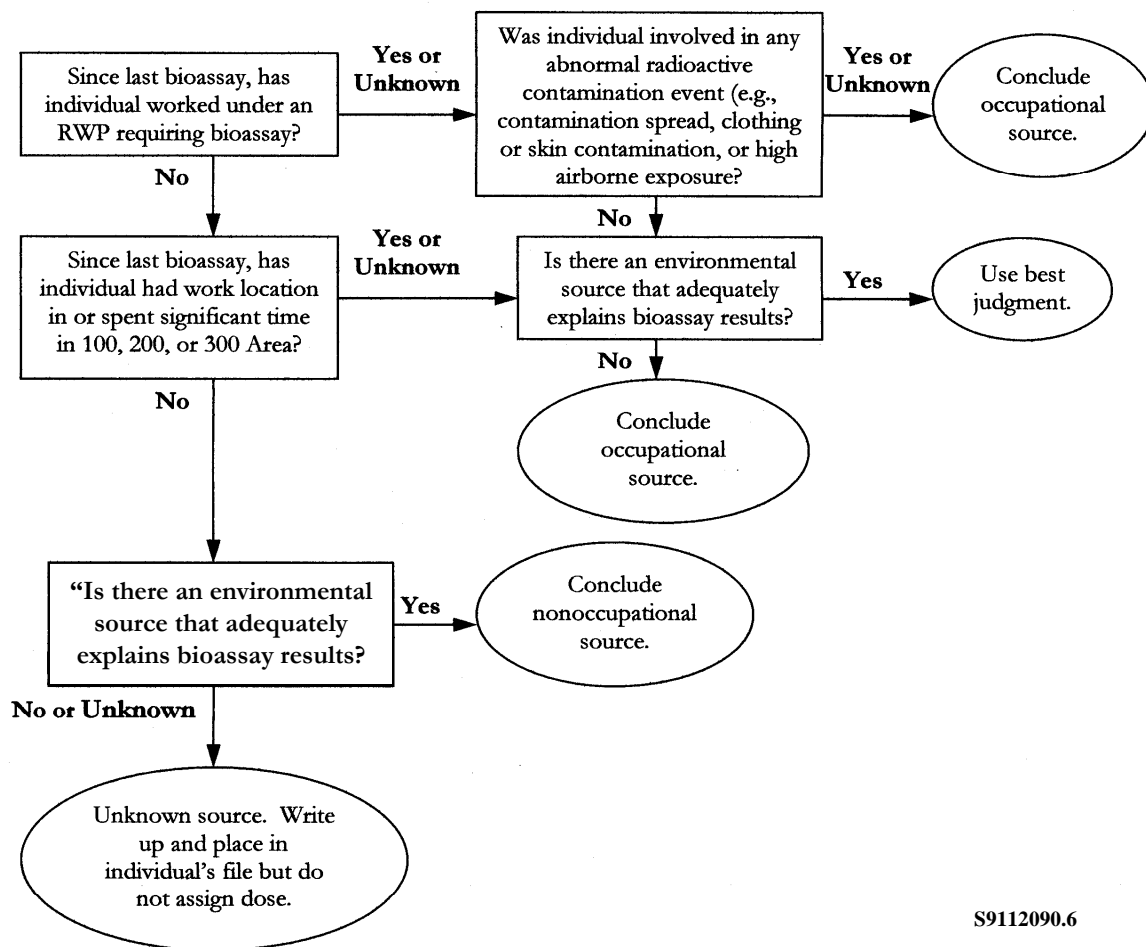 Since last bioassay, has
individual worked under an
RWP requiring bioassay?
Yes or
Unknown
Was individual involved in any
abnormal radioactive
contamination event (e.g.,
contamination spread, clothing
or skin contamination, or high
airborne exposure?
Yes or
Unknown
Conclude
occupational
source.
No
No
Since last bioassay, has
individual had work location
in or spent significant time
in 100, 200, or 300 Area?
Yes or
Unknown
Is there an environmental
source that adequately
explains bioassay results?
Yes
Use best
judgment.
No
No
Conclude
occupational
source.
“Is there an environmental
source that adequately
explains bioassay results?
Yes
Conclude
nonoccupational
source.
No or Unknown
Unknown source. Write
up and place in
individual's file but do
not assign dose.
S9112090.6